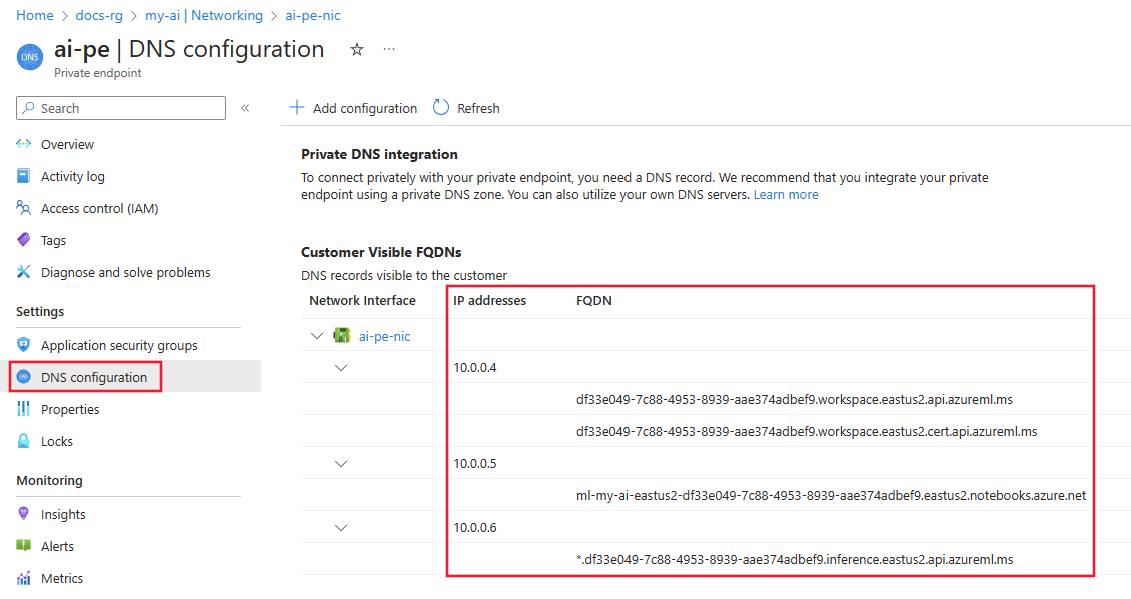 Home > docs-rg > my-ai | Networking > ai-pe-nic
DNS
ai-pe | DNS configuration
Private endpoint
Search
Add configuration
Refresh
Overview
Activity log
Access control (IAM)
Tags
Diagnose and solve problems
Settings
Application security groups
DNS configuration
Properties
Locks
Monitoring
Insights
Alerts
Metrics
Private DNS integration
To connect privately with your private endpoint, you need a DNS record. We recommend that you integrate your private
endpoint using a private DNS zone. You can also utilize your own DNS servers. Learn more
Customer Visible FQDNs
DNS records visible to the customer
Network Interface IP addresses FQDN
ai-pe-nic
10.0.0.4
df33e049-7c88-4953-8939-aae374adbef9.workspace.eastus2.api.azureml.ms
df33e049-7c88-4953-8939-aae374adbef9.workspace.eastus2.cert.api.azureml.ms
10.0.0.5
ml-my-ai-eastus2-df33e049-7c88-4953-8939-aae374adbef9.eastus2.notebooks.azure.net
10.0.0.6
*.df33e049-7c88-4953-8939-aae374adbef9.inference.eastus2.api.azureml.ms